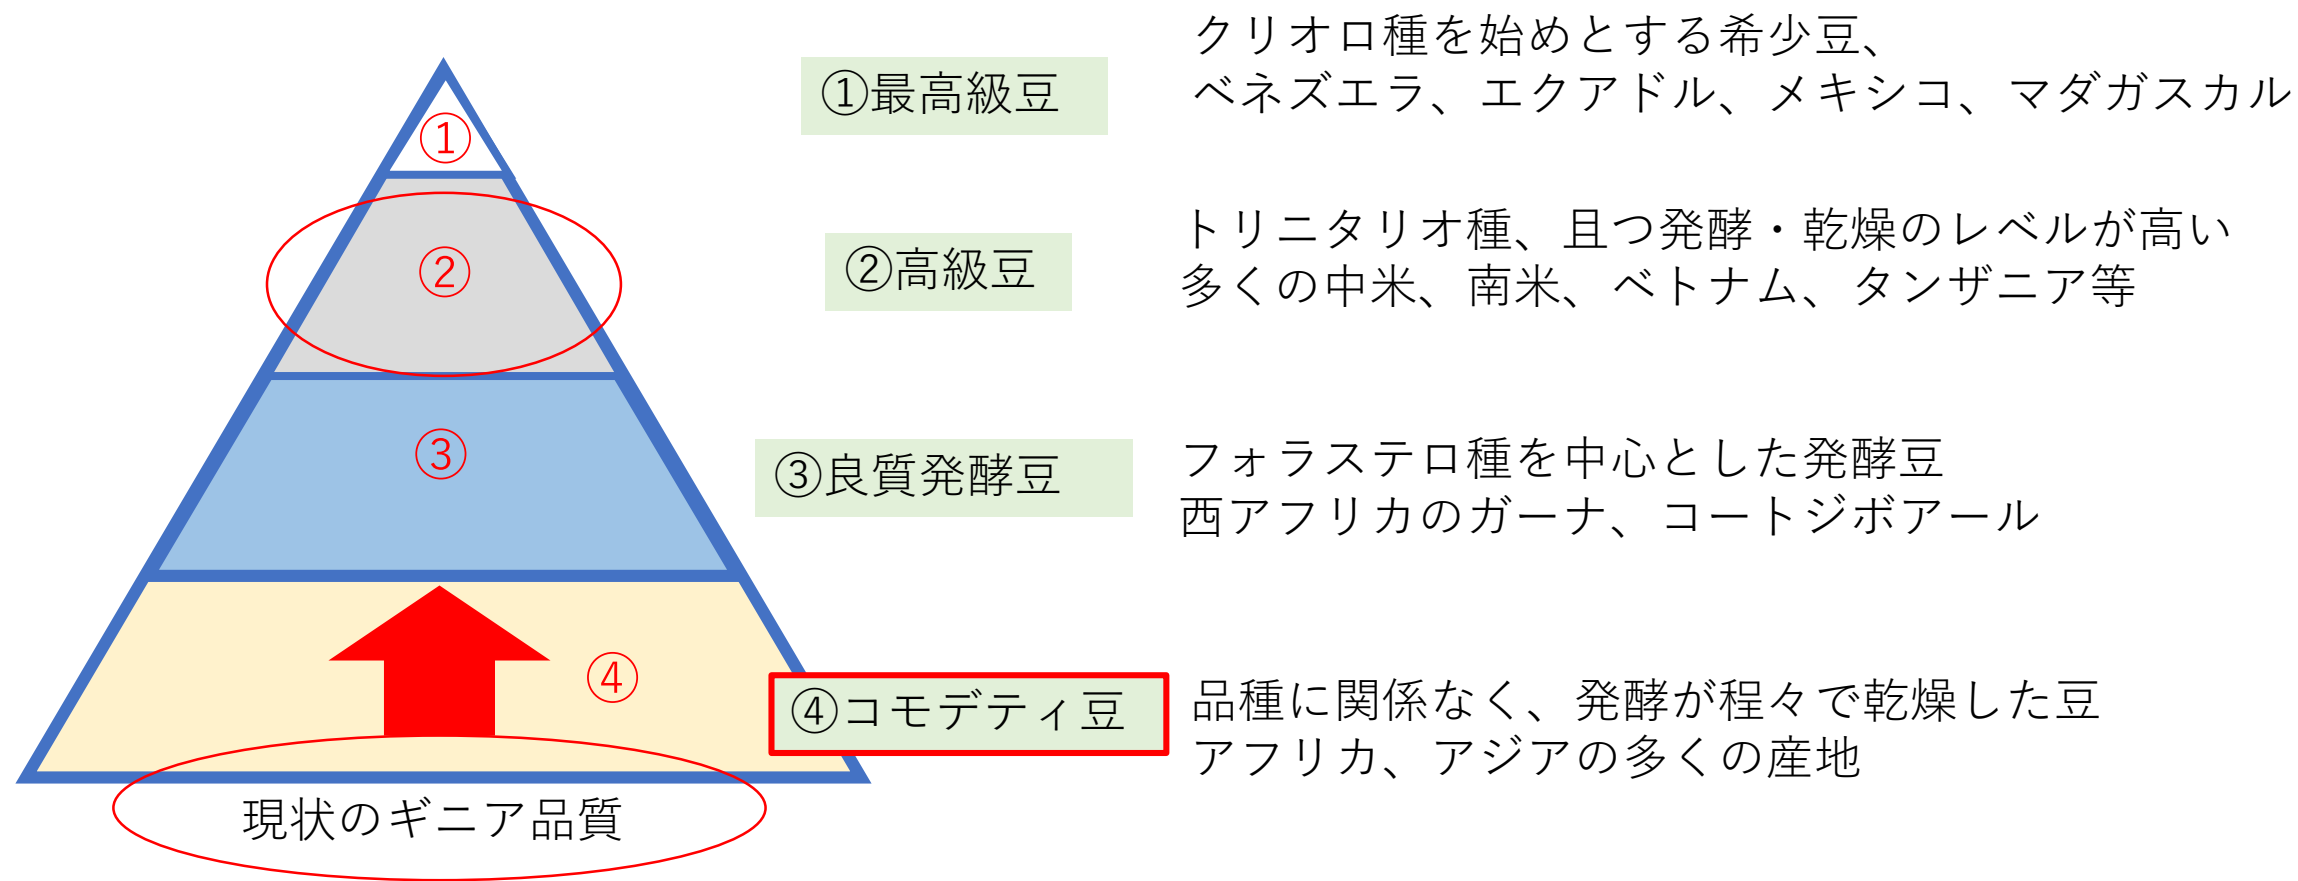 クリオロ種を始めとする希少豆、
①最高級豆
ベネズエラ、エクアドル、メキシコ、マダガスカル
①
トリニタリオ種、且つ発酵・乾燥のレベルが高い
②高級豆
多くの中米、南米、ベトナム、タンザニア等
②
フォラステロ種を中心とした発酵豆
③良質発酵豆
西アフリカのガーナ、コートジボアール
③
④
④コモデティ豆
品種に関係なく、発酵が程々で乾燥した豆
アフリカ、アジアの多くの産地
現状のギニア品質